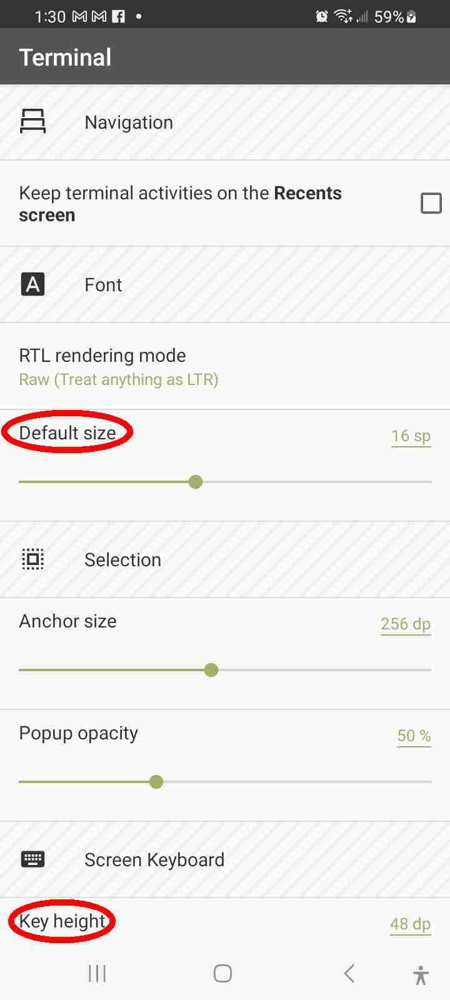 1:30
59%
Terminal
Navigation
Keep terminal activities on the Recents
screen
A Font
RTL rendering mode
Raw (Treat anything as LTR)
Default size
16 sp
Selection
Anchor size
256 dp
Popup opacity
50 %
Screen Keyboard
Key height
48 dp